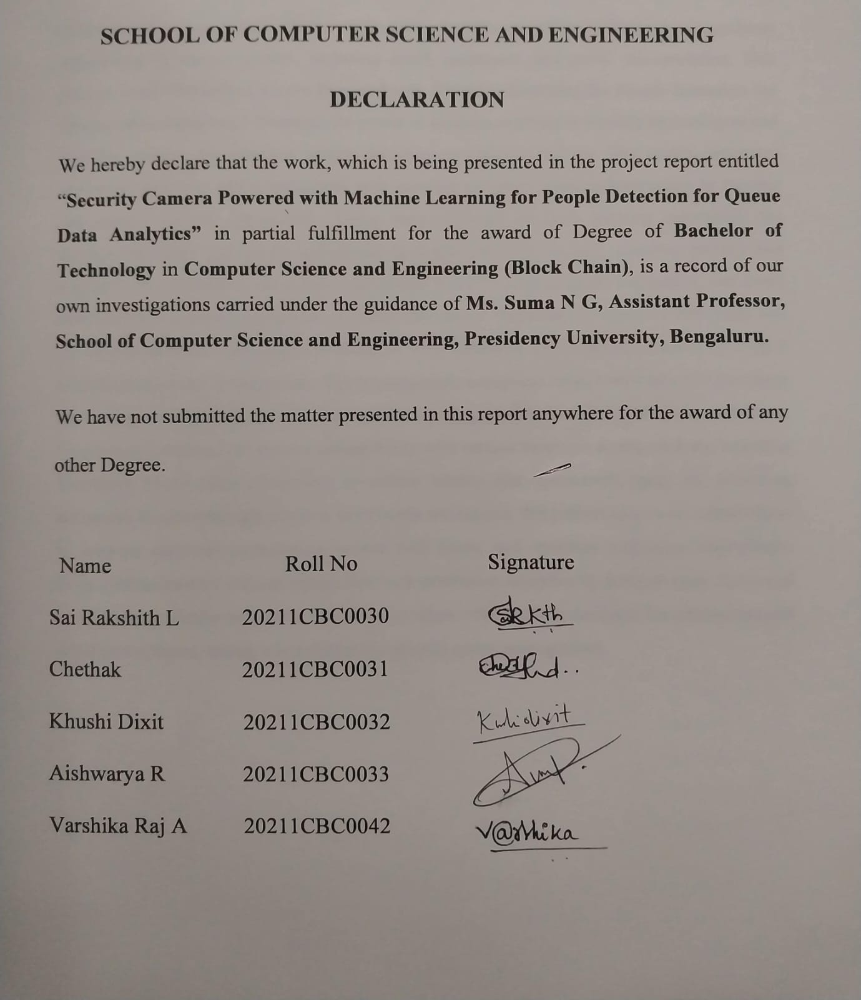 SCHOOL OF COMPUTER SCIENCE AND ENGINEERING
DECLARATION
We hereby declare that the work, which is being presented in the project report entitled
“Security Camera Powered with Machine Learning for People Detection for Queue
Data Analytics” in partial fulfillment for the award of Degree of Bachelor of
Technology in Computer Science and Engineering (Block Chain), is a record of our
own investigations carried under the guidance of Ms. Suma N G, Assistant Professor,
School of Computer Science and Engineering, Presidency University, Bengaluru.
We have not submitted the matter presented in this report anywhere for the award of any
other Degree.
Name Roll No Signature
Sai Rakshith L 20211CBC0030
Chethak 20211CBC0031
Khushi Dixit 20211CBC0032
Aishwarya R 20211CBC0033
Varshika Raj A 20211CBC0042 V@rshika